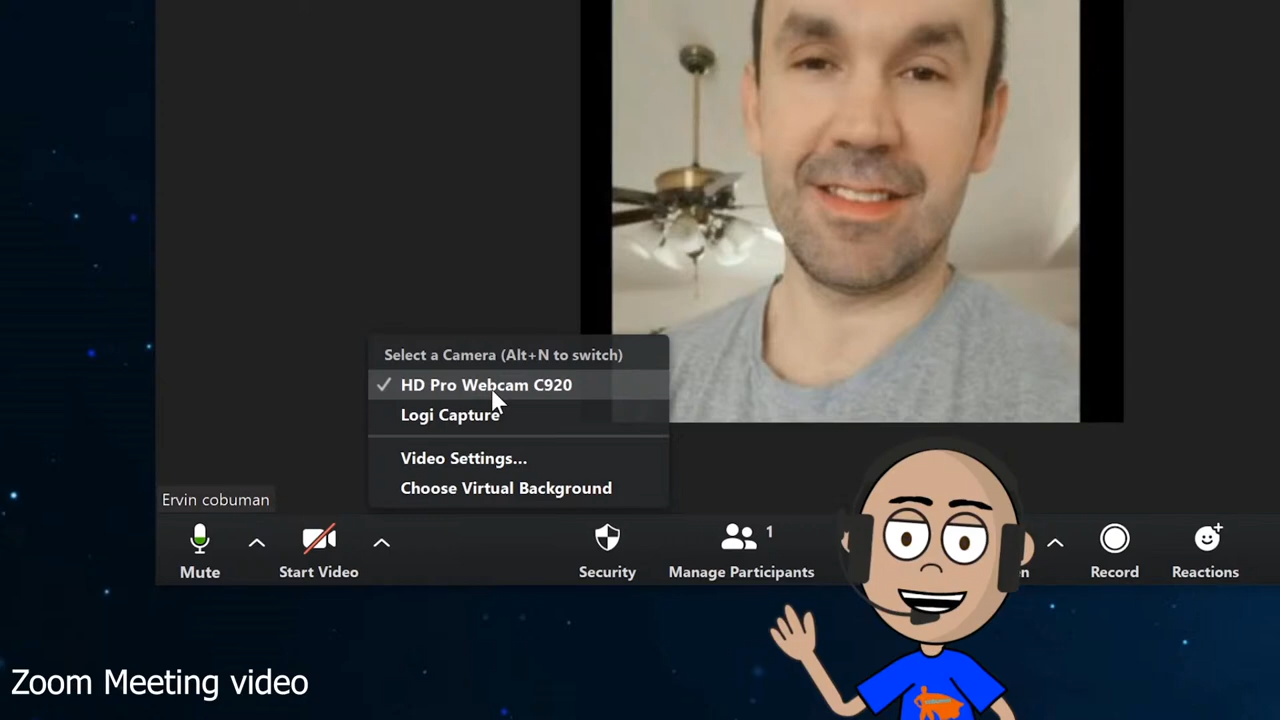 Select a Camera (Alt+N to switch)
HD Pro Webcam C920
Logi Capture
Video Settings...
Choose Virtual Background
Ervin cobuman
1
Mute
Start Video
Security
Manage Participants
Record
Reactions
Zoom Meeting video